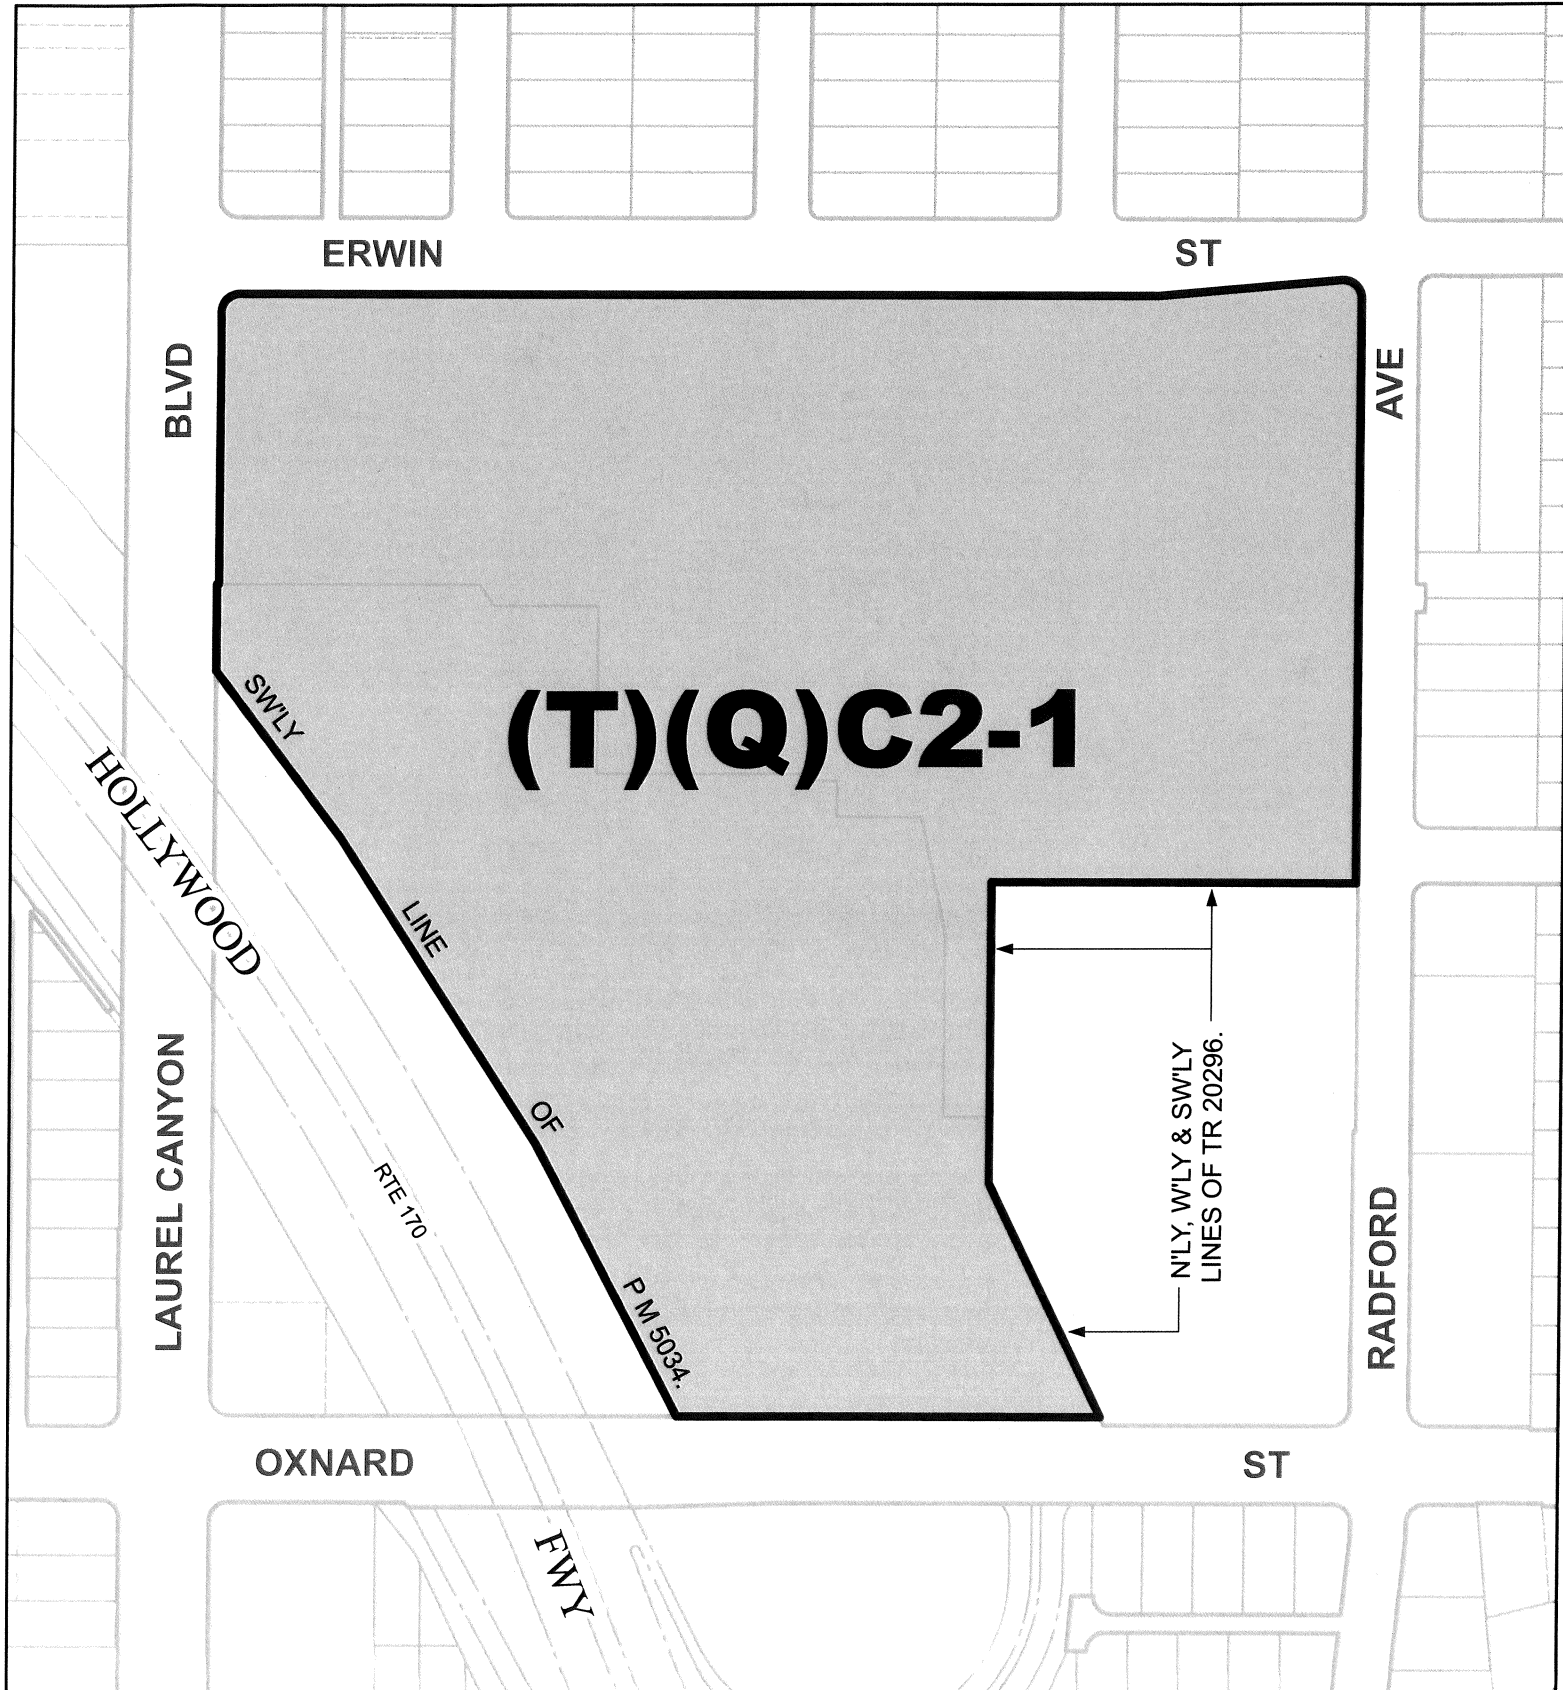 ERWIN ST
BLVD
AVE
SW'LY LINE OF P M 5034.
(T)(Q)C2-1
HOLLYWOOD FWY
RTE 170
LAUREL CANYON
N'LY, W'LY & SW'LY
LINES OF TR 20296.
RADFORD
OXNARD ST